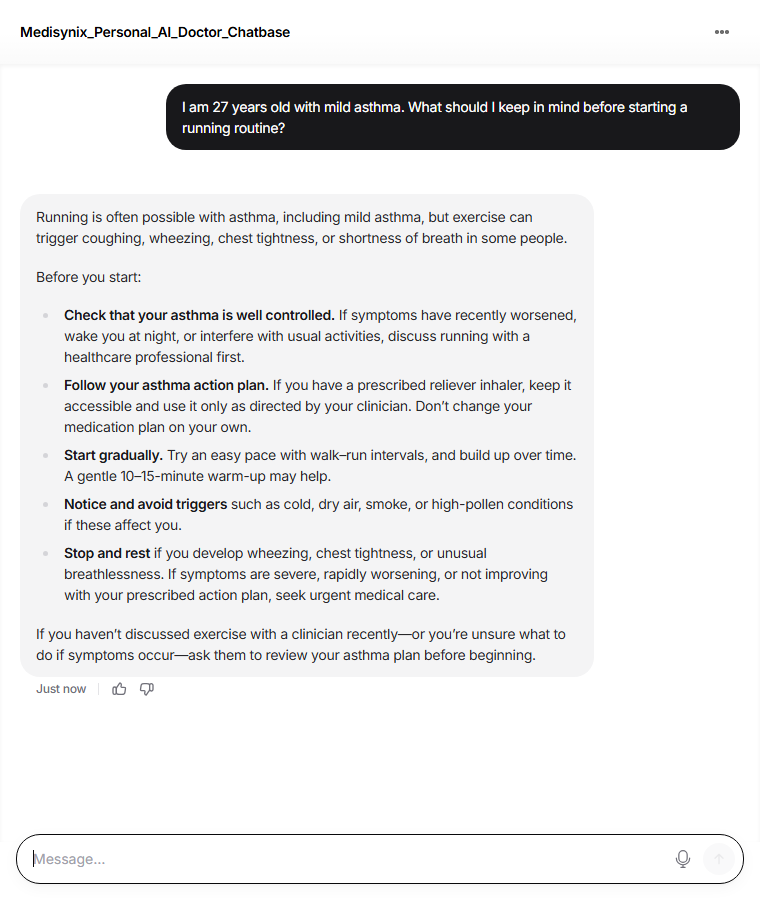 Medisynix_Personal_AI_Doctor_Chatbase
I am 27 years old with mild asthma. What should I keep in mind before starting a
running routine?
Running is often possible with asthma, including mild asthma, but exercise can
trigger coughing, wheezing, chest tightness, or shortness of breath in some people.
Before you start:
Check that your asthma is well controlled. If symptoms have recently worsened,
wake you at night, or interfere with usual activities, discuss running with a
healthcare professional first.
Follow your asthma action plan. If you have a prescribed reliever inhaler, keep it
accessible and use it only as directed by your clinician. Don’t change your
medication plan on your own.
Start gradually. Try an easy pace with walk–run intervals, and build up over time.
A gentle 10–15-minute warm-up may help.
Notice and avoid triggers such as cold, dry air, smoke, or high-pollen conditions
if these affect you.
Stop and rest if you develop wheezing, chest tightness, or unusual
breathlessness. If symptoms are severe, rapidly worsening, or not improving
with your prescribed action plan, seek urgent medical care.
If you haven’t discussed exercise with a clinician recently—or you’re unsure what to
do if symptoms occur—ask them to review your asthma plan before beginning.
Just now
Message...